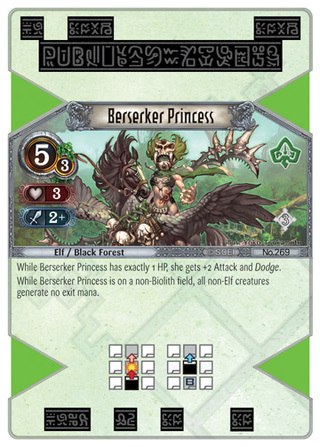 Berserker Princess
5
3
3
2+
3
Elf / Black Forest SCEI No.269
While Berserker Princess has exactly 1 HP, she gets +2 Attack and Dodge.
While Berserker Princess is on a non-Biolith field, all non-Elf creatures
generate no exit mana.